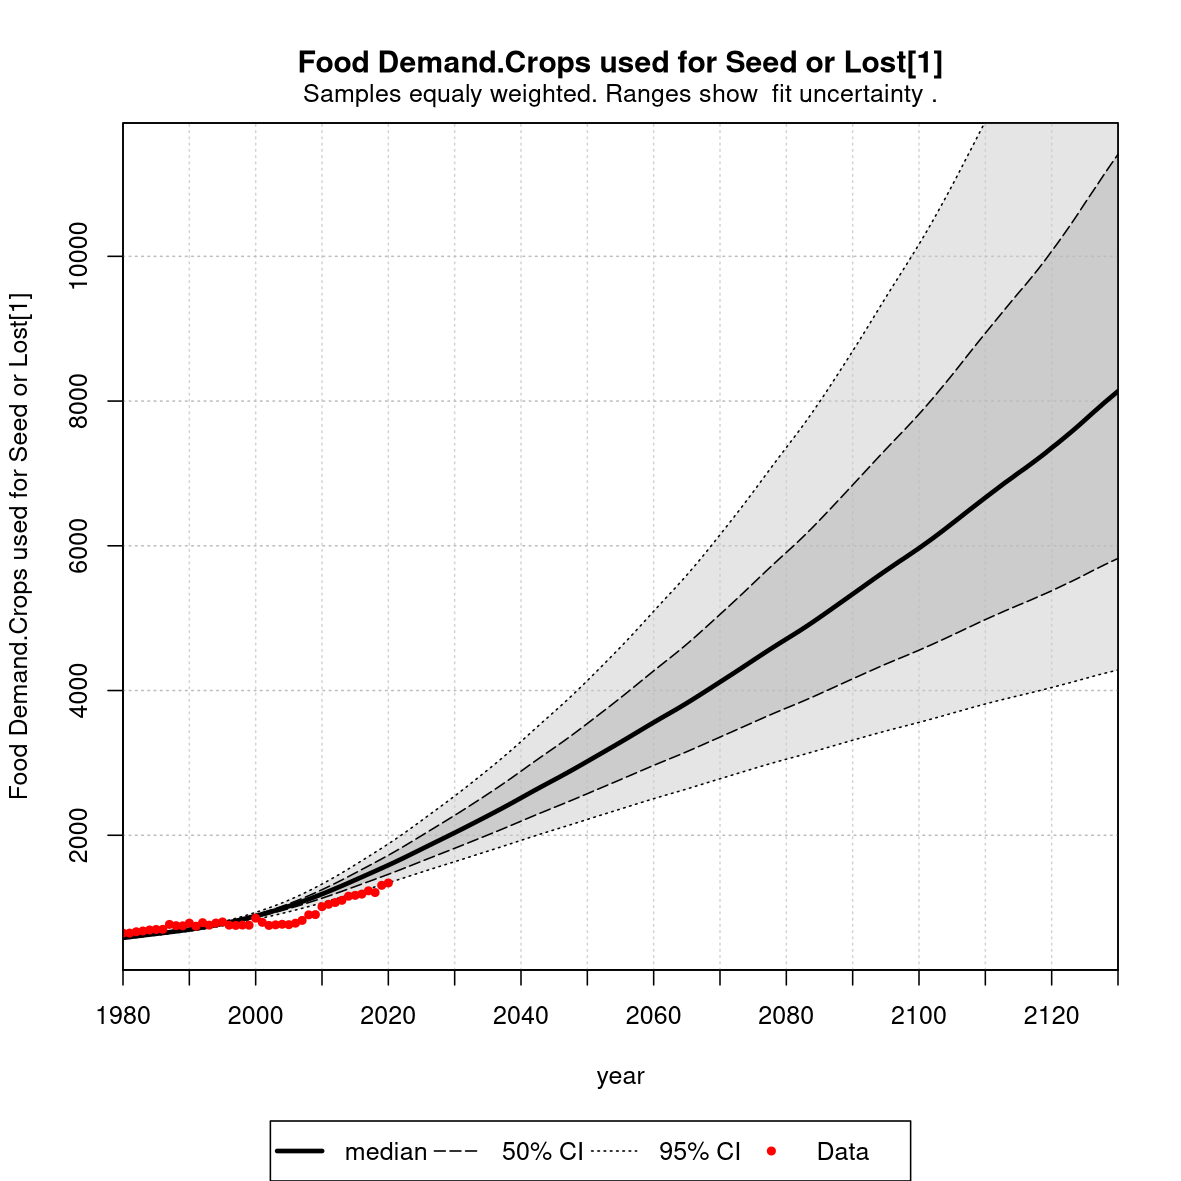 Food Demand.Crops used for Seed or Lost[1]
Samples equaly weighted. Ranges show  fit uncertainty .
Food Demand.Crops used for Seed or Lost[1]
10000
8000
6000
4000
2000
1980 2000 2020 2040 2060 2080 2100 2120
year
median 50% CI 95% CI Data